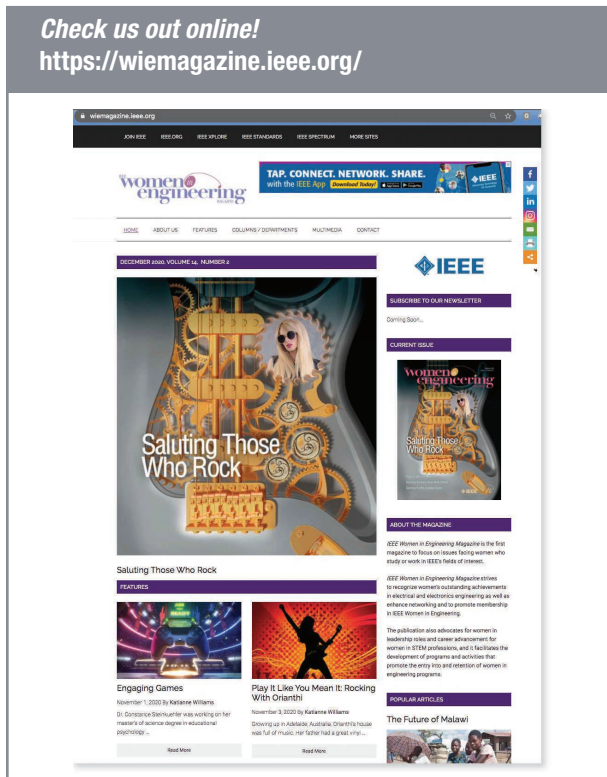 Check us out online!
https://wiemagazine.ieee.org/
wiemagazine.ieee.org
JOIN IEEE IEEE.ORG IEEE XPLORE IEEE STANDARDS IEEE SPECTRUM MORE SITES
women in
engineering
TAP. CONNECT. NETWORK. SHARE.
with the IEEE App Download Today!
IEEE
HOME ABOUT US FEATURES COLUMNS / DEPARTMENTS MULTIMEDIA CONTACT
DECEMBER 2020, VOLUME 14, NUMBER 2
Saluting Those
Who Rock
Saluting Those Who Rock
FEATURES
Engaging Games
November 1, 2020 By Katianne Williams
Dr. Constance Steinkuehler was working on her
master's of science degree in educational
psychology ...
Read More
Play It Like You Mean It: Rocking
With Orianthi
November 3, 2020 By Katianne Williams
Growing up in Adelaide, Australia, Orianthi's house
was full of music. Her father had a great vinyl ...
Read More
IEEE
SUBSCRIBE TO OUR NEWSLETTER
Coming Soon...
CURRENT ISSUE
women in
engineering
Saluting Those
Who Rock
IEEE
ABOUT THE MAGAZINE
IEEE Women in Engineering Magazine is the first
magazine to focus on issues facing women who
study or work in IEEE's fields of interest.
IEEE Women in Engineering Magazine strives
to recognize women's outstanding achievements
in electrical and electronics engineering as well as
enhance networking and to promote membership
in IEEE Women in Engineering.
The publication also advocates for women in
leadership roles and career advancement for
women in STEM professions, and it facilitates the
development of programs and activities that
promote the entry into and retention of women in
engineering programs.
POPULAR ARTICLES
The Future of Malawi